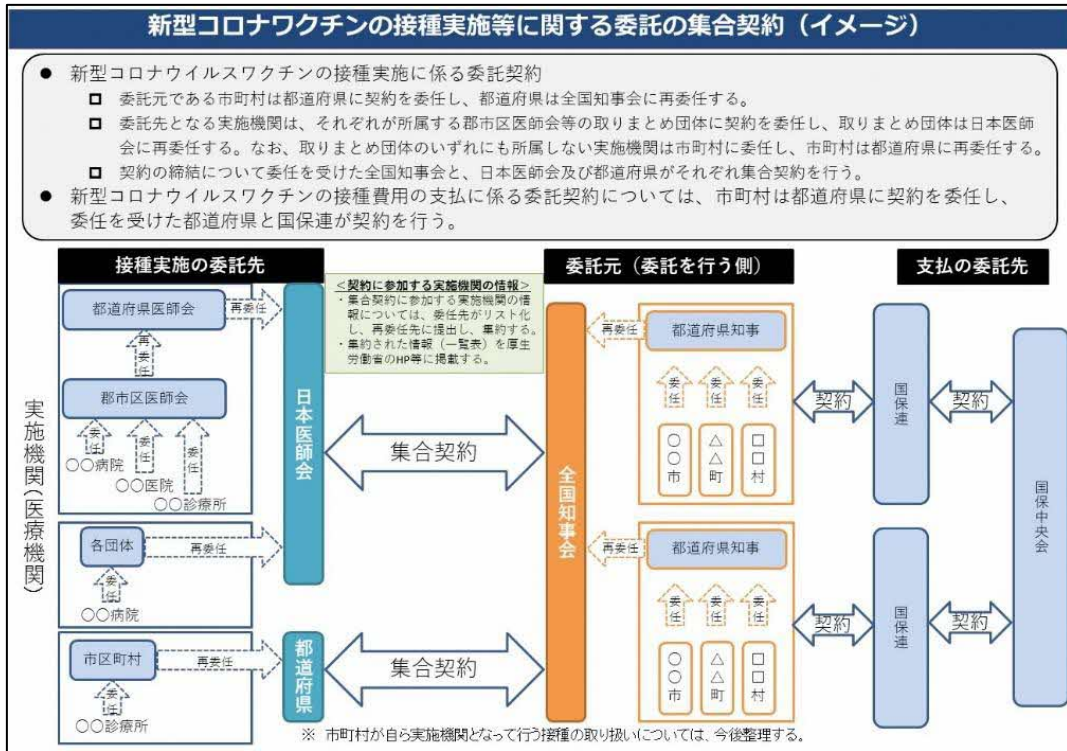 新型コロナワクチンの接種実施等に関する委託の集合契約（イメージ）
● 新型コロナウイルスワクチンの接種実施に係る委託契約
□ 委託元である市町村は都道府県に契約を委任し、都道府県は全国知事会に再委任する。
□ 委託先となる実施機関は、それぞれが所属する郡市区医師会等の取りまとめ団体に契約を委任し、取りまとめ団体は日本医師
会に再委任する。なお、取りまとめ団体のいずれにも所属しない実施機関は市町村に委任し、市町村は都道府県に再委任する。
□ 契約の締結について委任を受けた全国知事会と、日本医師会及び都道府県がそれぞれ集合契約を行う。
● 新型コロナウイルスワクチンの接種費用の支払に係る委託契約については、市町村は都道府県に契約を委任し、
委任を受けた都道府県と国保連が契約を行う。
接種実施の委託先
委託元（委託を行う側）
支払の委託先
実施機関(医療機関)
都道府県医師会
再委任
再委任
郡市区医師会
委任
委任
委任
〇〇病院
〇〇医院
〇〇診療所
各団体
再委任
委任
〇〇病院
市区町村
再委任
委任
〇〇診療所
日本医師会
都道府県
＜契約に参加する実施機関の情報＞
・集合契約に参加する実施機関の情
報については、委任先がリスト化
し、再委任先に提出し、集約する。
・集約された情報（一覧表）を厚生
労働省のHP等に掲載する。
集合契約
集合契約
全国知事会
再委任
都道府県知事
委任
委任
委任
〇〇市
△△町
□□村
再委任
都道府県知事
委任
委任
委任
〇〇市
△△町
□□村
契約
国保連
契約
契約
国保連
契約
国保中央会
※ 市町村が自ら実施機関となって行う接種の取り扱いについては、今後整理する。